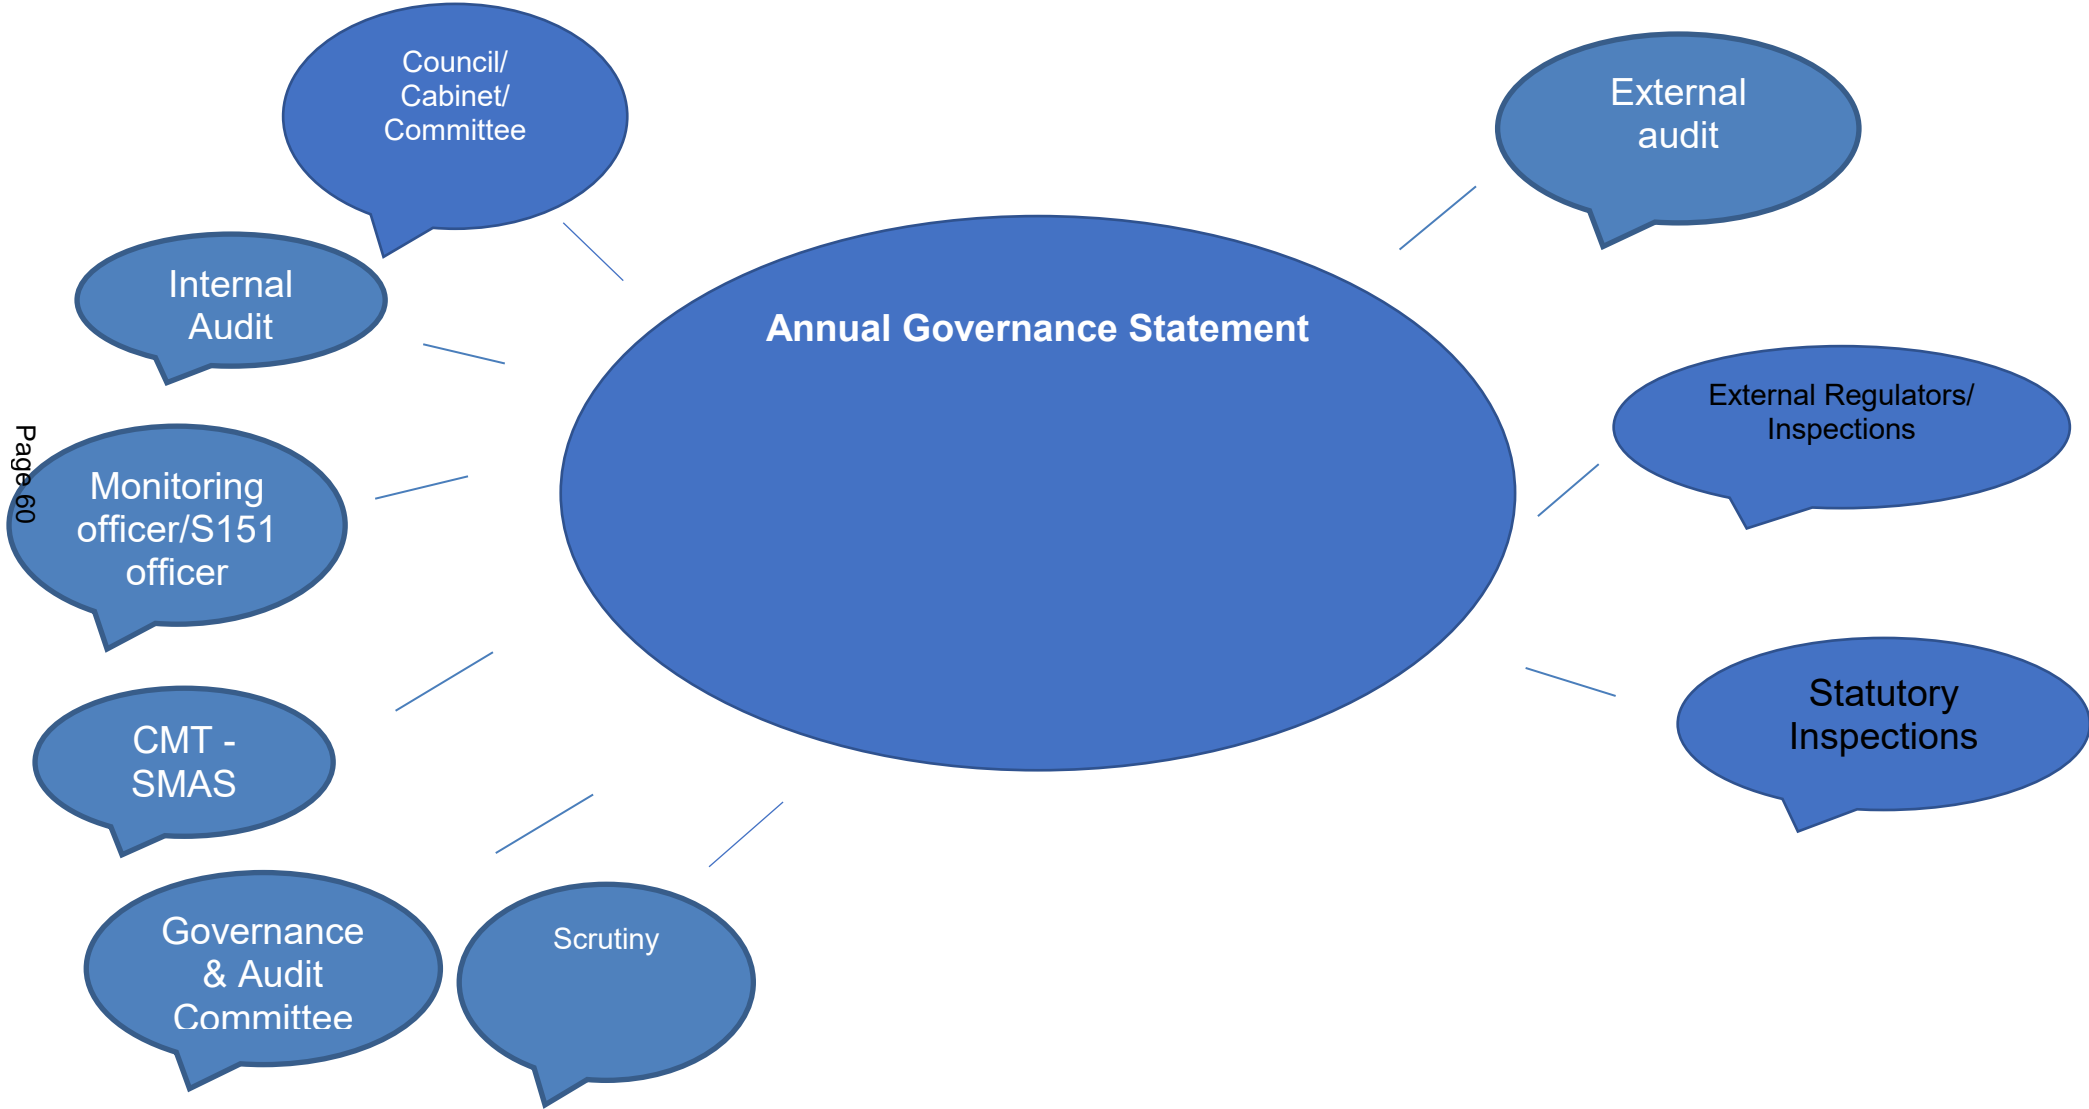 Council/
Cabinet/
Committee
External
audit
Internal
Audit
Annual Governance Statement
External Regulators/
Inspections
Page 60
Monitoring
officer/S151
officer
Statutory
Inspections
CMT -
SMAS
Governance
& Audit
Committee
Scrutiny